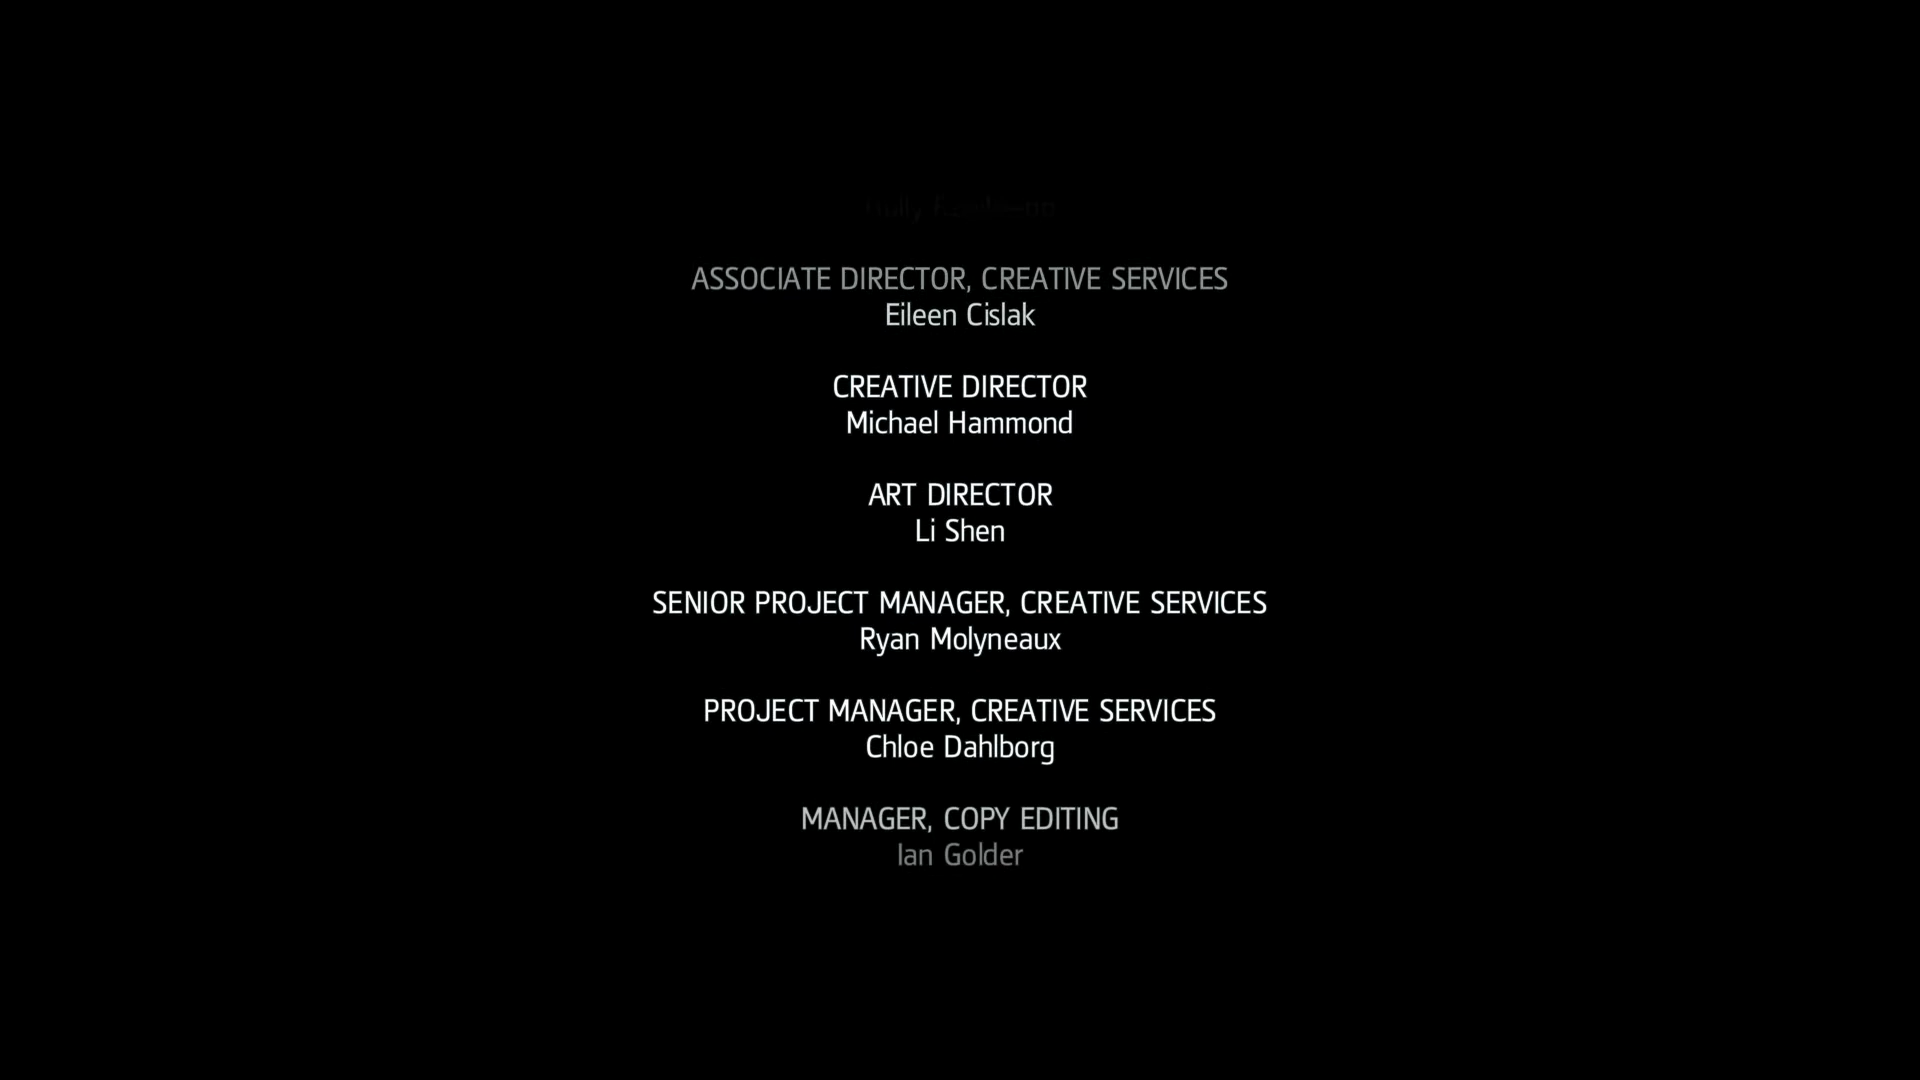 ASSOCIATE DIRECTOR, CREATIVE SERVICES
Eileen Cislak
CREATIVE DIRECTOR
Michael Hammond
ART DIRECTOR
Li Shen
SENIOR PROJECT MANAGER, CREATIVE SERVICES
Ryan Molyneaux
PROJECT MANAGER, CREATIVE SERVICES
Chloe Dahlborg
MANAGER, COPY EDITING
Ian Golder